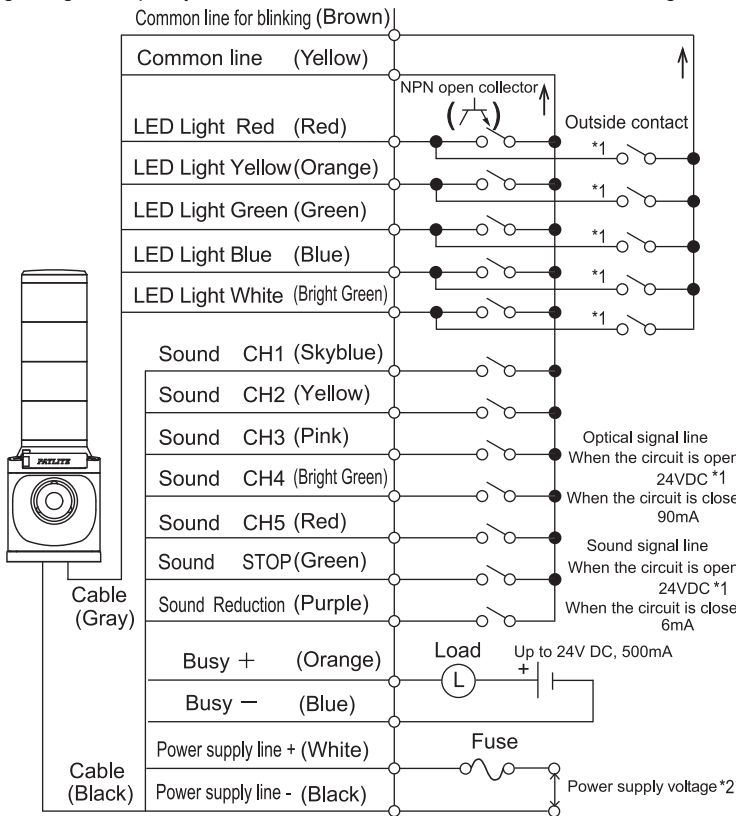 Common line for blinking (Brown)
Common line (Yellow)
NPN open collector
( )
Outside contact
LED Light Red (Red)
*1
LED Light Yellow (Orange)
*1
LED Light Green (Green)
*1
LED Light Blue (Blue)
*1
LED Light White (Bright Green)
*1
Sound CH1 (Skyblue)
Sound CH2 (Yellow)
Sound CH3 (Pink)
Sound CH4 (Bright Green)
Sound CH5 (Red)
Sound STOP (Green)
Sound Reduction (Purple)
Optical signal line
When the circuit is open
24VDC *1
When the circuit is close
90mA
Sound signal line
When the circuit is open
24VDC *1
When the circuit is close
6mA
PATLITE
Cable
(Gray)
Busy + (Orange)
Busy − (Blue)
Load
L
Up to 24V DC, 500mA
+
Cable
(Black)
Power supply line + (White)
Power supply line - (Black)
Fuse
Power supply voltage *2